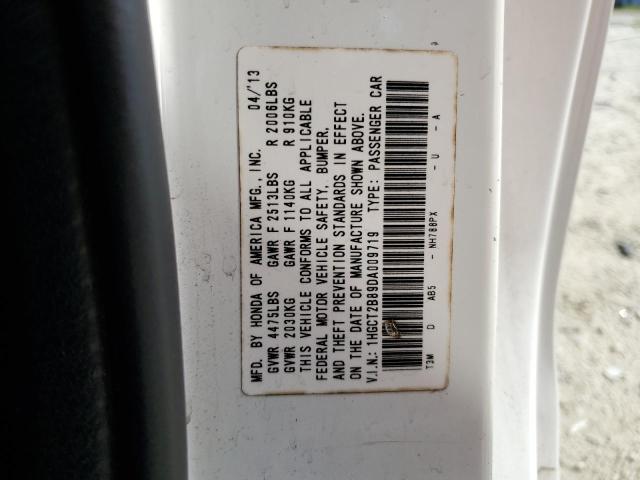 MFD. BY HONDA OF AMERICA MFG., INC. 04/'13
GVWR 4475LBS GAWR F 2513LBS R 2006LBS
GVWR 2030KG GAWR F 1140KG R 910KG
THIS VEHICLE CONFORMS TO ALL APPLICABLE
FEDERAL MOTOR VEHICLE SAFETY, BUMPER,
AND THEFT PREVENTION STANDARDS IN EFFECT
ON THE DATE OF MANUFACTURE SHOWN ABOVE.
V.I.N.: 1HGCT2B89DA009719 TYPE: PASSENGER CAR
T3M D AB5 - NH788PX - U - A